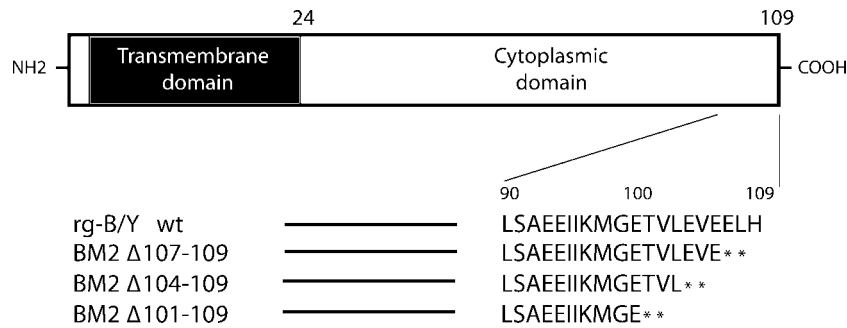 24 109
NH2 Transmembrane domain Cytoplasmic domain COOH
90 100 109
rg-B/Y wt LSAEEIIKMGETVLEVEELH
BM2 Δ107-109 LSAEEIIKMGETVLEVE**
BM2 Δ104-109 LSAEEIIKMGETVL**
BM2 Δ101-109 LSAEEIIKMGE**